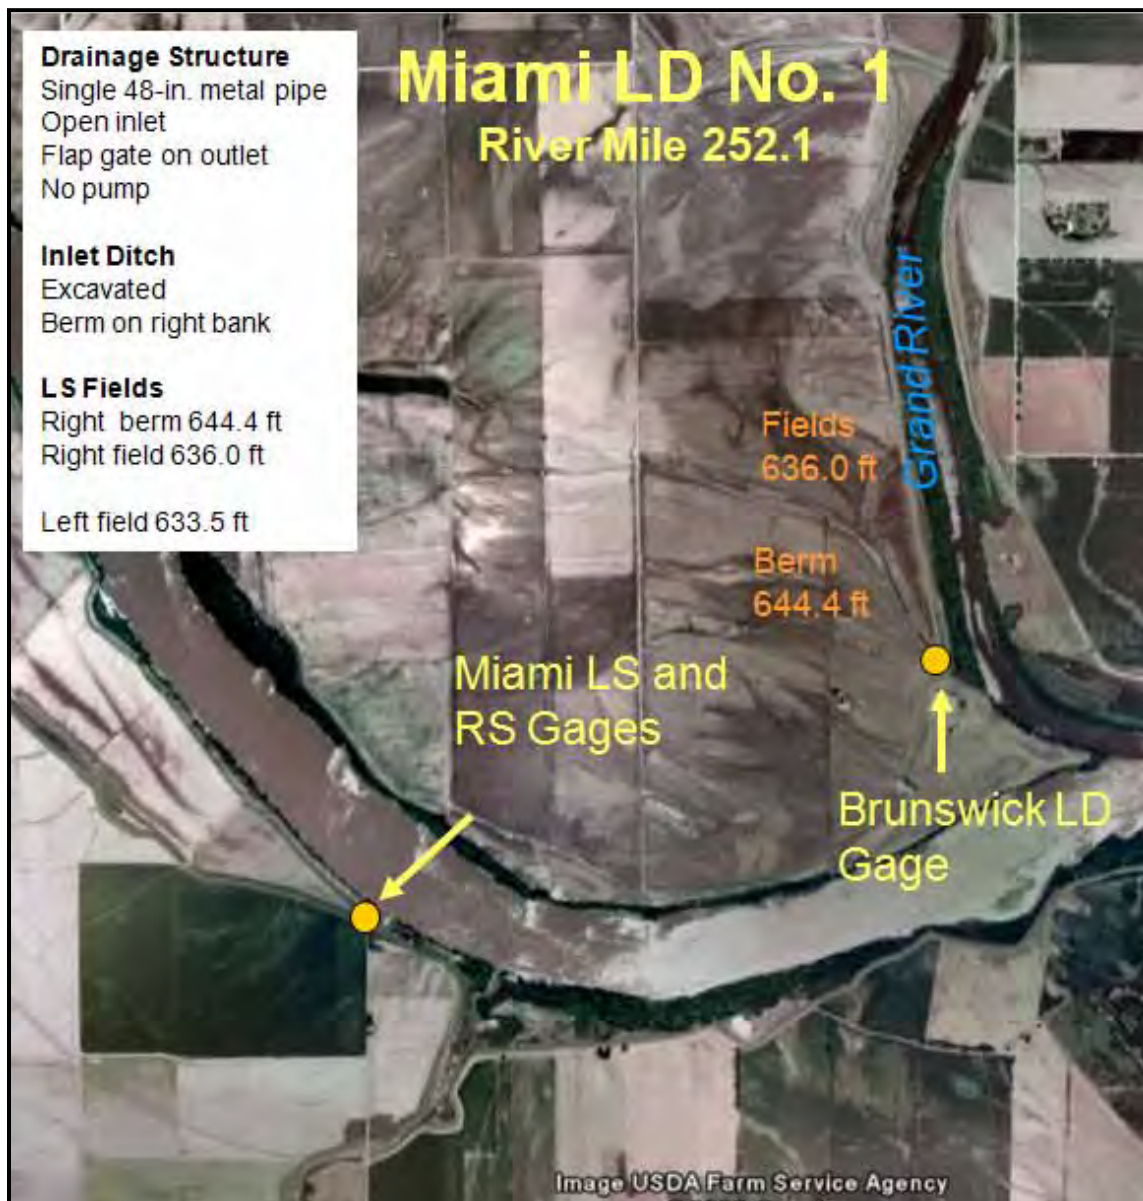 Drainage Structure
Single 48-in. metal pipe
Open inlet
Flap gate on outlet
No pump
Inlet Ditch
Excavated
Berm on right bank
LS Fields
Right berm 644.4 ft
Right field 636.0 ft
Left field 633.5 ft
Miami LD No. 1
River Mile 252.1
Grand River
Fields
636.0 ft
Berm
644.4 ft
Miami LS and
RS Gages
Brunswick LD
Gage
Image USDA Farm Service Agency